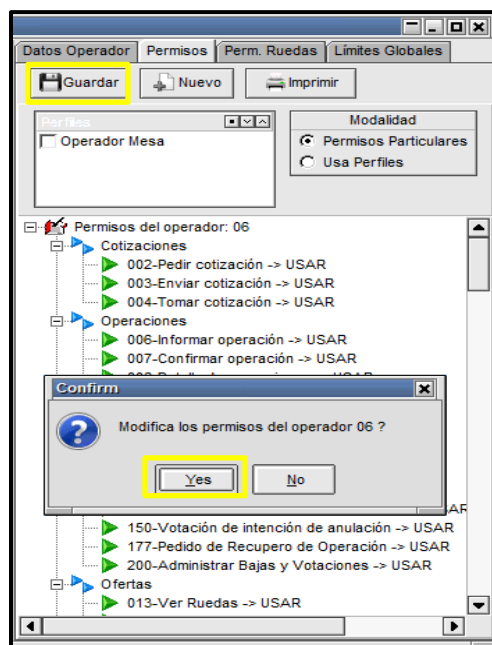 Datos Operador Permisos Perm. Ruedas Límites Globales
Guardar Nuevo Imprimir
Perfiles
Operador Mesa
Modalidad
Permisos Particulares
Usa Perfiles
Permisos del operador: 06
Cotizaciones
002-Pedir cotización -> USAR
003-Enviar cotización -> USAR
004-Tomar cotización -> USAR
Operaciones
006-Informar operación -> USAR
007-Confirmar operación -> USAR
Confirm
Modifica los permisos del operador 06 ?
Yes No
150-Votación de intención de anulación -> USAR
177-Pedido de Recupero de Operación -> USAR
200-Administrar Bajas y Votaciones -> USAR
Ofertas
013-Ver Ruedas -> USAR